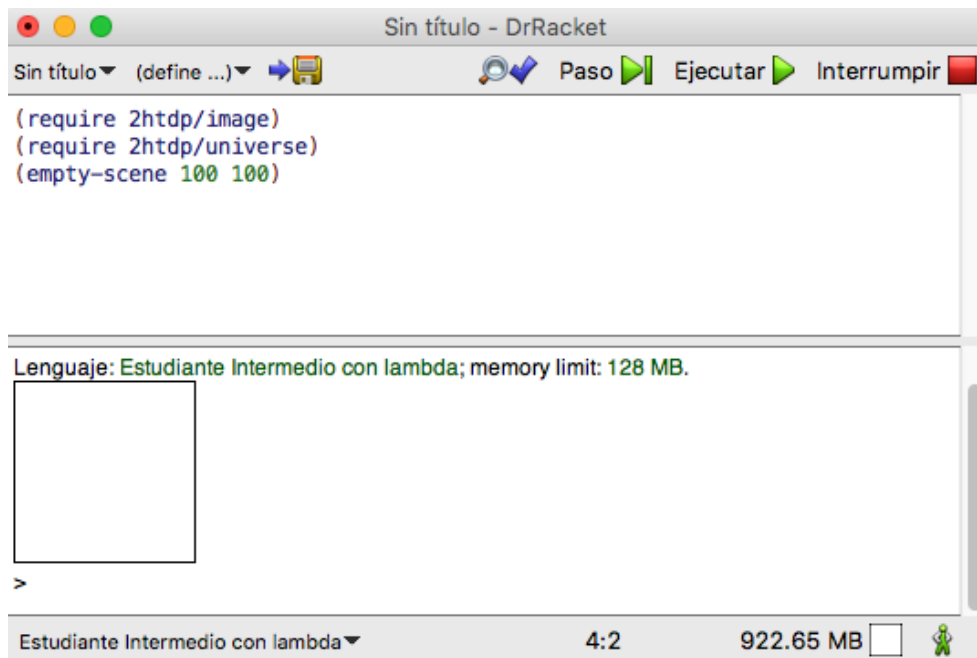 Sin título - DrRacket
Sin título (define ...) Paso Ejecutar Interrumpir
(require 2htdp/image)
(require 2htdp/universe)
(empty-scene 100 100)
Lenguaje: Estudiante Intermedio con lambda; memory limit: 128 MB.
>
Estudiante Intermedio con lambda 4:2 922.65 MB